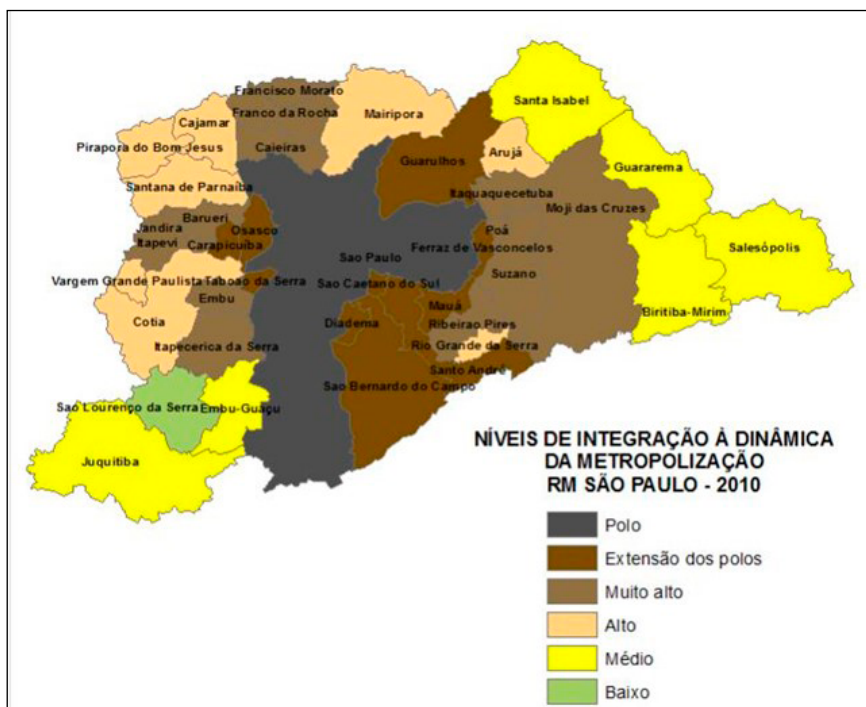 Francisco Morato
Franco da Rocha
Mairipora
Santa Isabel
Cajamar
Pirapora do Bom Jesus
Caieiras
Guarulhos
Arujá
Guararema
Santana de Parnaíba
Itaquaquecetuba
Moji das Cruzes
Barueri
Jandira
Osasco
Itapevi
Carapicuíba
Poá
Ferraz de Vasconcelos
Salesópolis
Sao Paulo
Suzano
Vargem Grande Paulista
Taboao da Serra
Sao Caetano do Sul
Embu
Mauá
Biritiba-Mirim
Cotia
Diadema
Ribeirao Pires
Itapecerica da Serra
Rio Grande da Serra
Santo André
Sao Bernardo do Campo
Sao Lourenço da Serra
Embu-Guaçu
Juquitiba
NÍVEIS DE INTEGRAÇÃO À DINÂMICA
DA METROPOLIZAÇÃO
RM SÃO PAULO - 2010
Polo
Extensão dos polos
Muito alto
Alto
Médio
Baixo